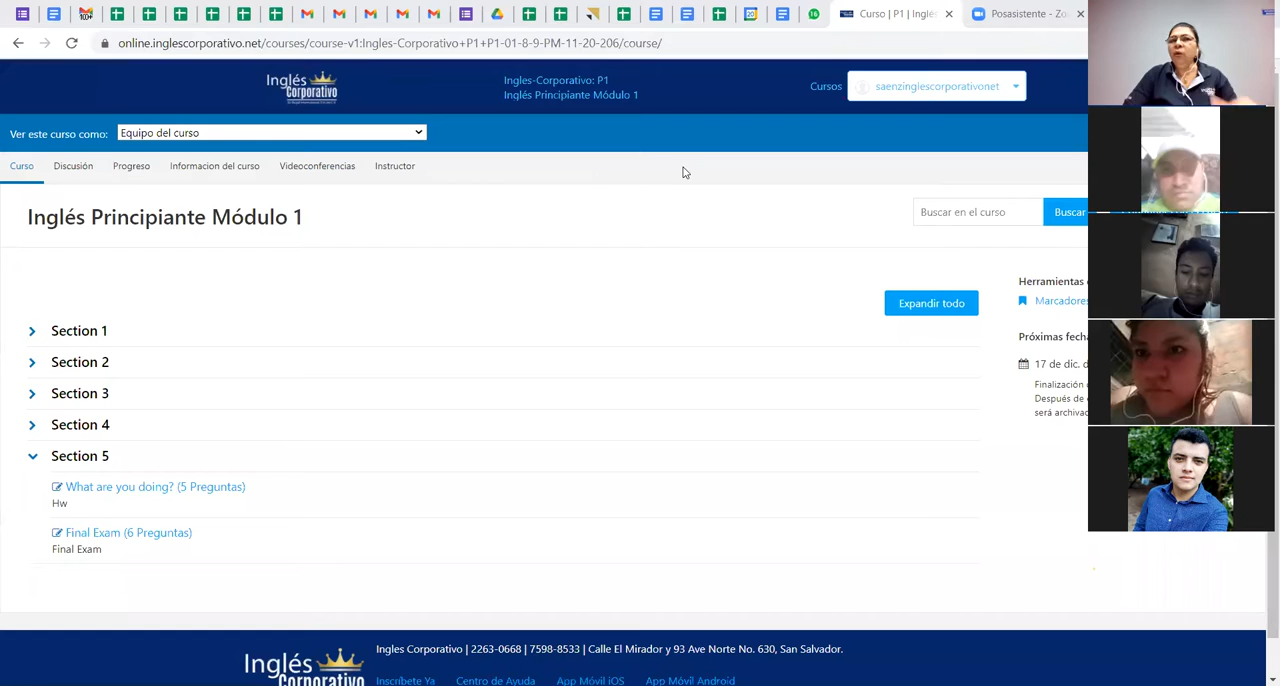 Curso | P1 | Inglés
Posasistente - Zo
online.inglescorporativo.net/courses/course-v1:Ingles-Corporativo+P1+P1-01-8-9-PM-11-20-206/course/
Inglés
Corporativo
Ingles-Corporativo: P1
Inglés Principiante Módulo 1
Cursos
saenzinglescorporativonet
Ver este curso como:
Equipo del curso
Curso
Discusión
Progreso
Informacion del curso
Videoconferencias
Instructor
Inglés Principiante Módulo 1
Buscar en el curso
Buscar
Expandir todo
Herramientas
Marcadores
Próximas fech
17 de dic. d
Finalización
Después de
será archiva
Section 1
Section 2
Section 3
Section 4
Section 5
What are you doing? (5 Preguntas)
Hw
Final Exam (6 Preguntas)
Final Exam
Inglés
Corporativo
Ingles Corporativo | 2263-0668 | 7598-8533 | Calle El Mirador y 93 Ave Norte No. 630, San Salvador.
Inscríbete Ya
Centro de Ayuda
App Móvil iOS
App Móvil Android